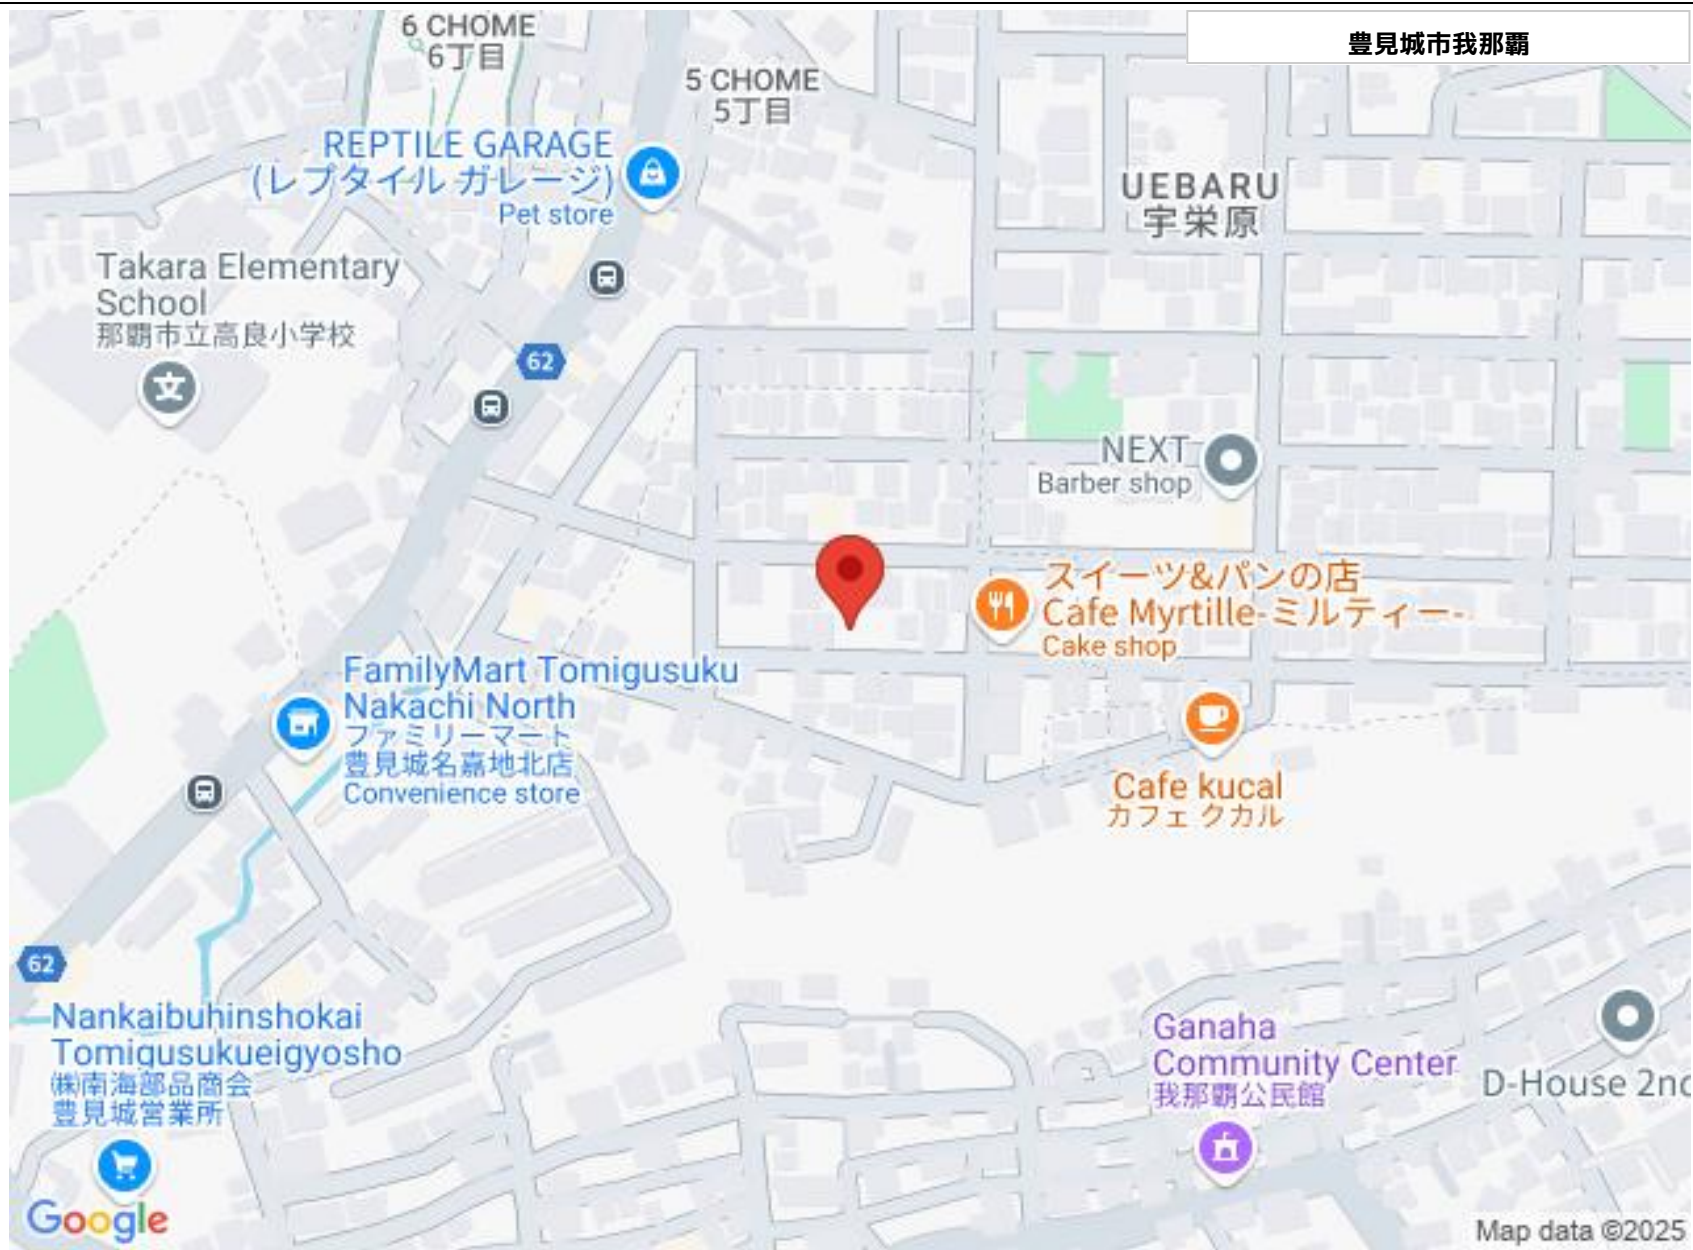 豊見城市我那覇
6 CHOME
6丁目
5 CHOME
5丁目
REPTILE GARAGE
(レプタイル ガレージ)
Pet store
UEBARU
宇栄原
Takara Elementary
School
那覇市立高良小学校
62
NEXT
Barber shop
スイーツ&パンの店
Cafe Myrtille-ミルティー-
Cake shop
FamilyMart Tomigusuku
Nakachi North
ファミリーマート
豊見城名嘉地北店
Convenience store
Cafe kucal
カフェ クカル
62
Nankaibuhinshokai
Tomigusukueigyosho
㈱南海部品商会
豊見城営業所
Ganaha
Community Center
我那覇公民館
D-House 2nd
Google
Map data ©2025